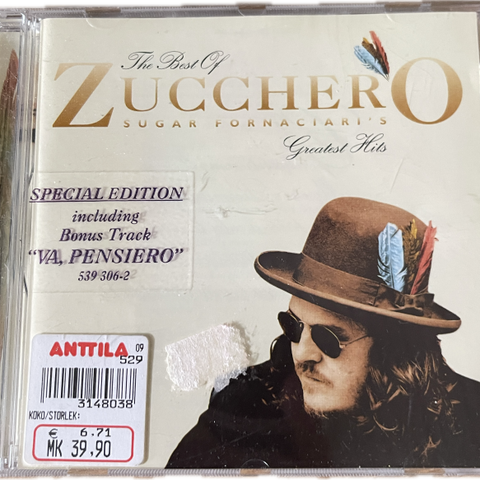 The Best Of
ZUCCHERO
SUGAR FORNACIARI'S
Greatest Hits
SPECIAL EDITION
including
Bonus Track
"VA, PENSIERO"
539 306-2
ANTTILA 09
529
3148038
KOKO/STORLEK:
€ 6.71
MK 39,90